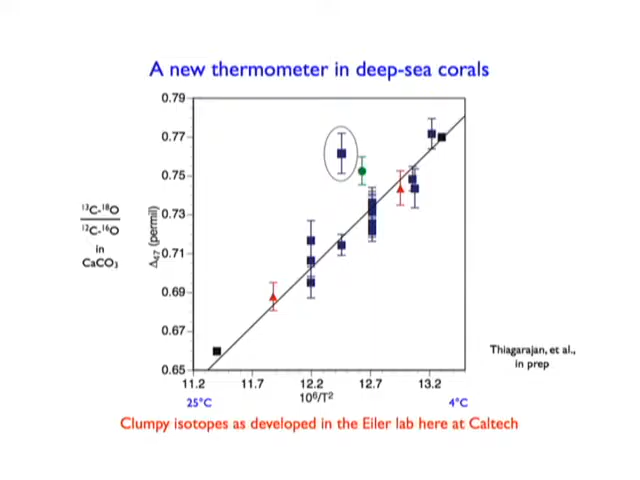 A new thermometer in deep-sea corals
0.79
0.77
0.75
0.73
0.71
0.69
0.67
0.65
¹³C-¹⁸O
¹²C-¹⁶O
in
CaCO₃
Δ₄₇ (permil)
11.2 11.7 12.2 12.7 13.2
25°C 10⁶/T² 4°C
Thiagarajan, et al.,
in prep
Clumpy isotopes as developed in the Eiler lab here at Caltech